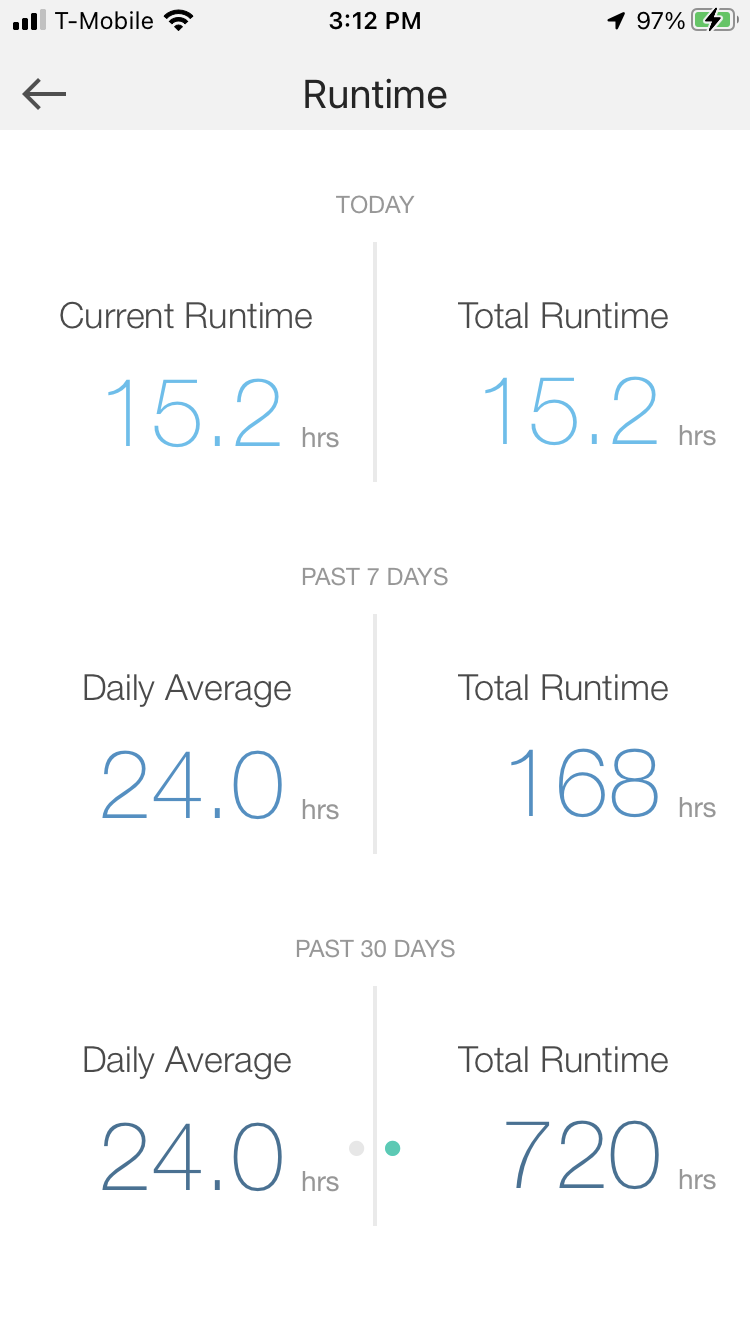 T-Mobile 3:12 PM 97%
Runtime
TODAY
Current Runtime Total Runtime
15.2 hrs 15.2 hrs
PAST 7 DAYS
Daily Average Total Runtime
24.0 hrs 168 hrs
PAST 30 DAYS
Daily Average Total Runtime
24.0 hrs 720 hrs